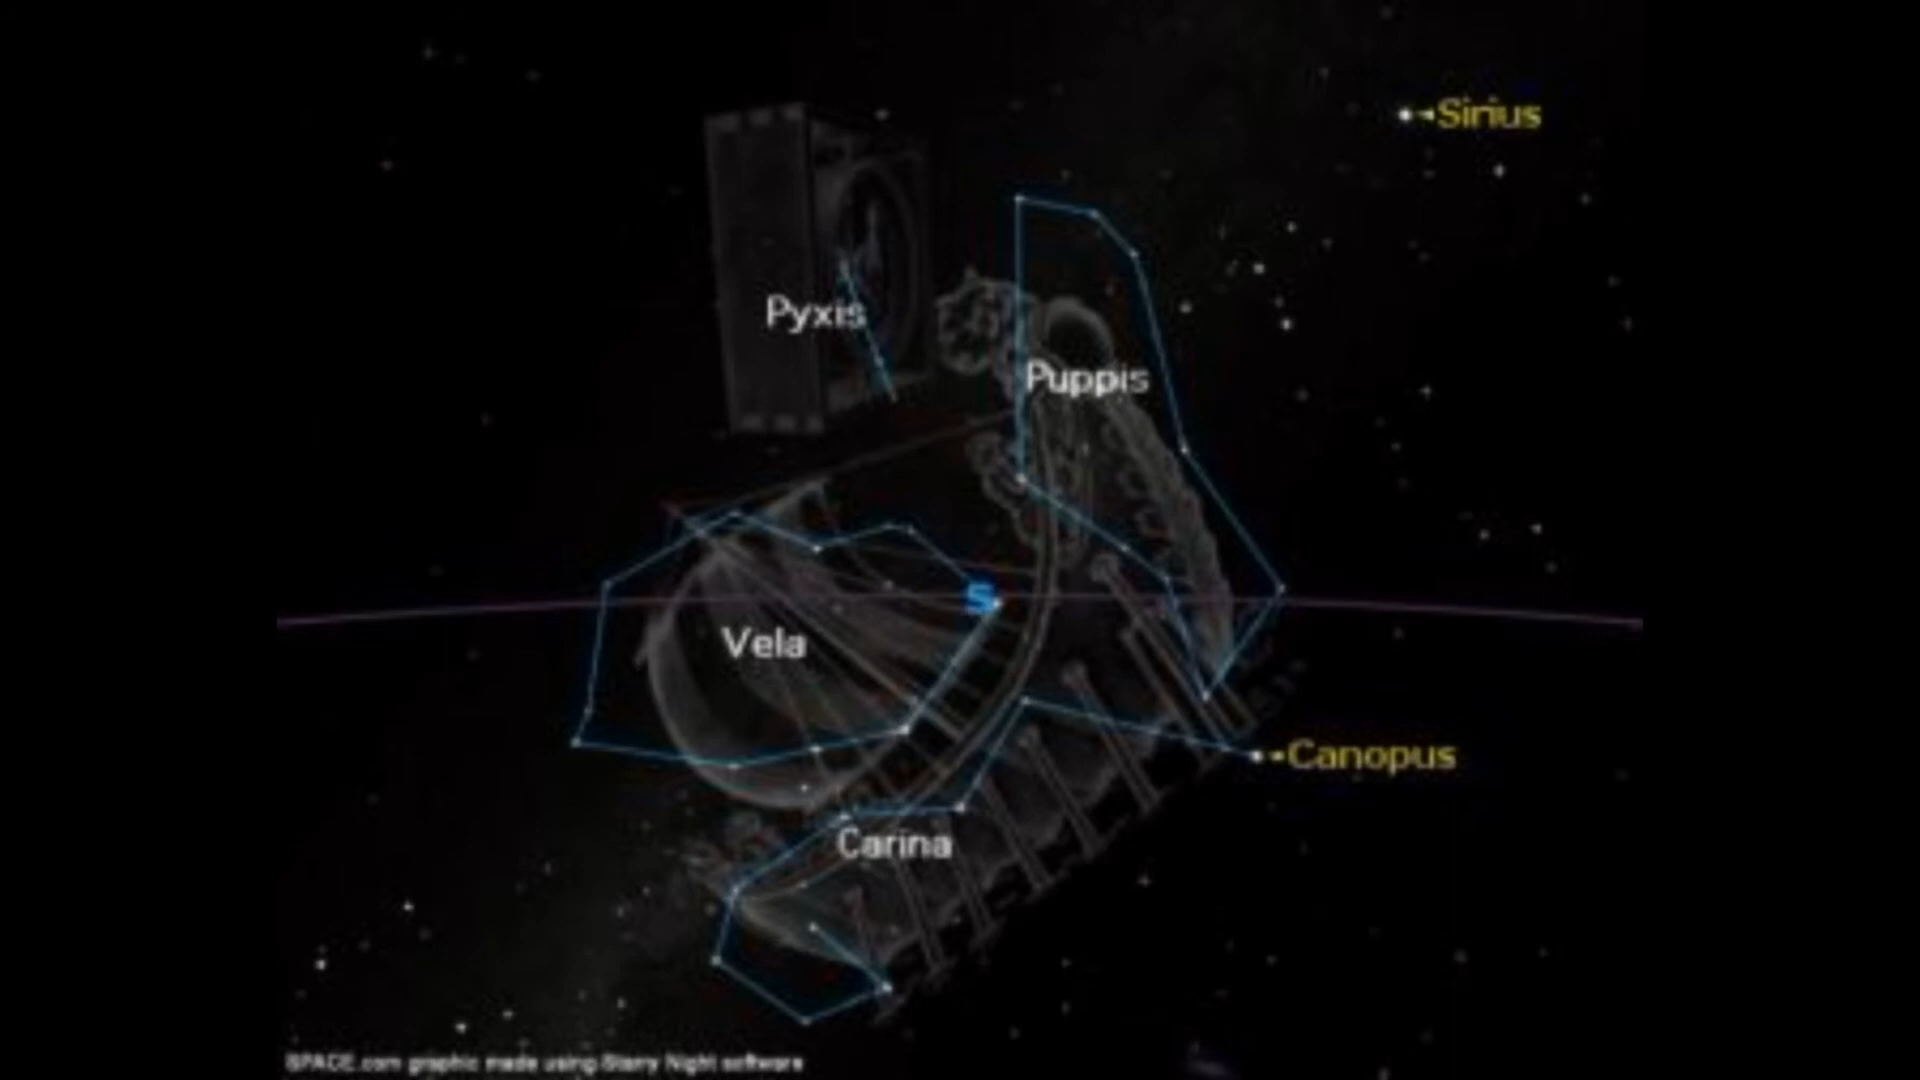 Sirius
Pyxis
Puppis
S
Vela
Canopus
Carina
SPACE.com graphic made using Starry Night software